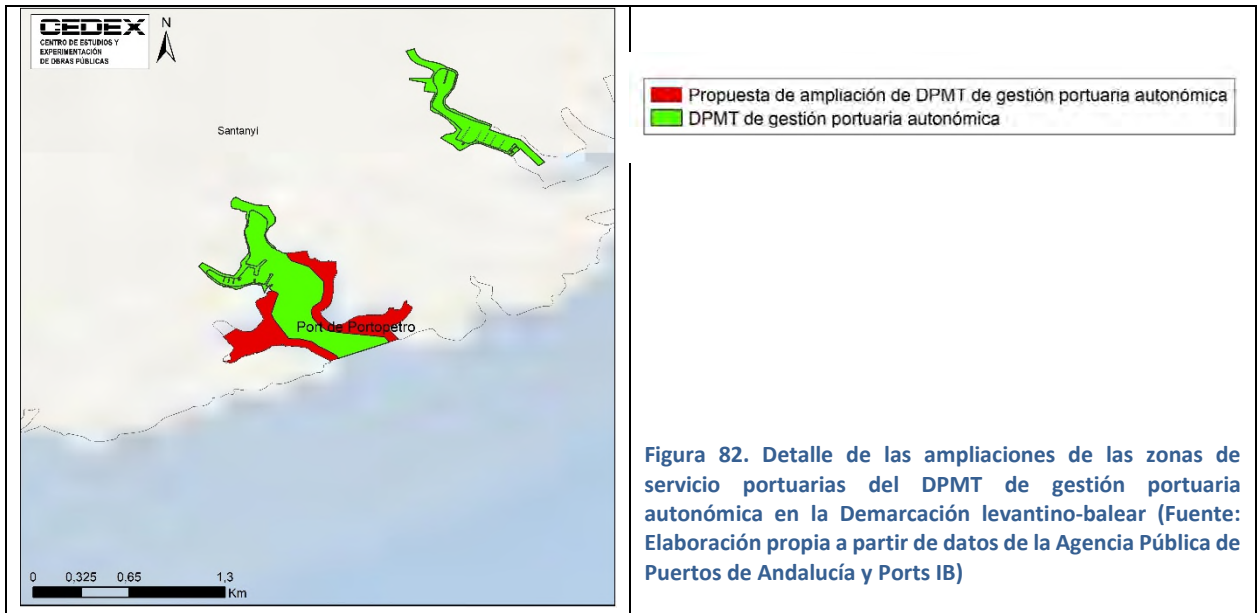 CEDEX
CENTRO DE ESTUDIOS Y
EXPERIMENTACIÓN
DE OBRAS PÚBLICAS
N
Santanyí
Port de Portopetro
0 0,325 0,65 1,3
Km
Propuesta de ampliación de DPMT de gestión portuaria autonómica
DPMT de gestión portuaria autonómica
Figura 82. Detalle de las ampliaciones de las zonas de
servicio portuarias del DPMT de gestión portuaria
autonómica en la Demarcación levantino-balear (Fuente:
Elaboración propia a partir de datos de la Agencia Pública de
Puertos de Andalucía y Ports IB)